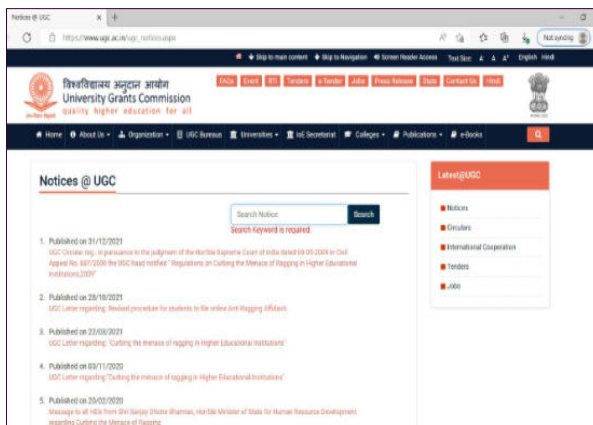 Notices @ UGC
https://www.ugc.ac.in/ugc_notices.aspx
Not syncing
Skip to main content Skip to Navigation Screen Reader Access Text Size: A A A+ English Hindi
विश्वविद्यालय अनुदान आयोग
University Grants Commission
quality higher education for all
FAQs Event RTI Tenders e-Tender Jobs Press Release Stats Contact Us Hindi
Home About Us Organization UGC Bureaus Universities IoE Secretariat Colleges Publications e-Books
Notices @ UGC
Search Notice Search
Search Keyword is required.
1. Published on 31/12/2021
UGC Circular reg.: In pursuance to the judgment of the Hon'ble Supreme Court of India dated 08.05.2009 in Civil
Appeal No. 887/2009 the UGC had notified "Regulations on Curbing the Menace of Ragging in Higher Educational
Institutions,2009"
2. Published on 28/10/2021
UGC Letter regarding: Revised procedure for students to file online Anti Ragging Affidavit.
3. Published on
UGC Letter regarding: "Curbing the menace of ragging in Higher Educational Institutions"
4. Published on 03/11/2020
UGC Letter regarding: "Curbing the menace of ragging in Higher Educational Institutions"
5. Published on 20/02/2020
Message to all HEIs from Shri Sanjay Dhotre Hon'ble Minister of State for Human Resource Development
regarding Curbing the Menace of Ragging
Latest@UGC
Notices
Circulars
International Cooperation
Tenders
Jobs